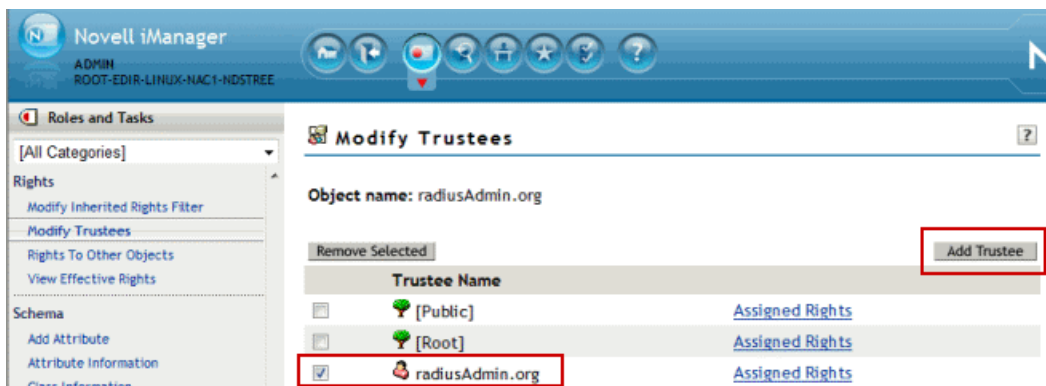 Novell iManager
ADMIN
ROOT-EDIR-LINUX-NAC1-NDSTREE
N
Roles and Tasks
[All Categories]
Rights
Modify Inherited Rights Filter
Modify Trustees
Rights To Other Objects
View Effective Rights
Schema
Add Attribute
Attribute Information
Class Information
Modify Trustees
?
Object name: radiusAdmin.org
Remove Selected
Add Trustee
Trustee Name
[Public] Assigned Rights
[Root] Assigned Rights
radiusAdmin.org Assigned Rights